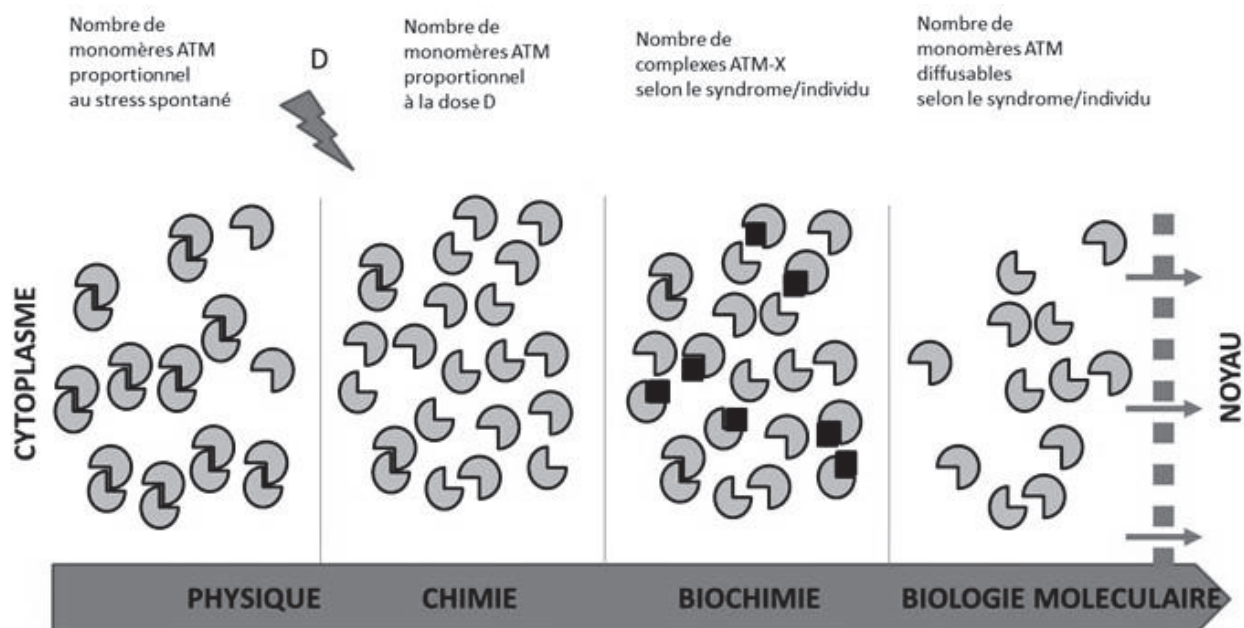 Nombre de
monomères ATM
proportionnel
au stress spontané
D
Nombre de
monomères ATM
proportionnel
à la dose D
Nombre de
complexes ATM-X
selon le syndrome/individu
Nombre de
monomères ATM
diffusables
selon le syndrome/individu
CYTOPLASME
NOYAU
PHYSIQUE
CHIMIE
BIOCHIMIE
BIOLOGIE MOLECULAIRE